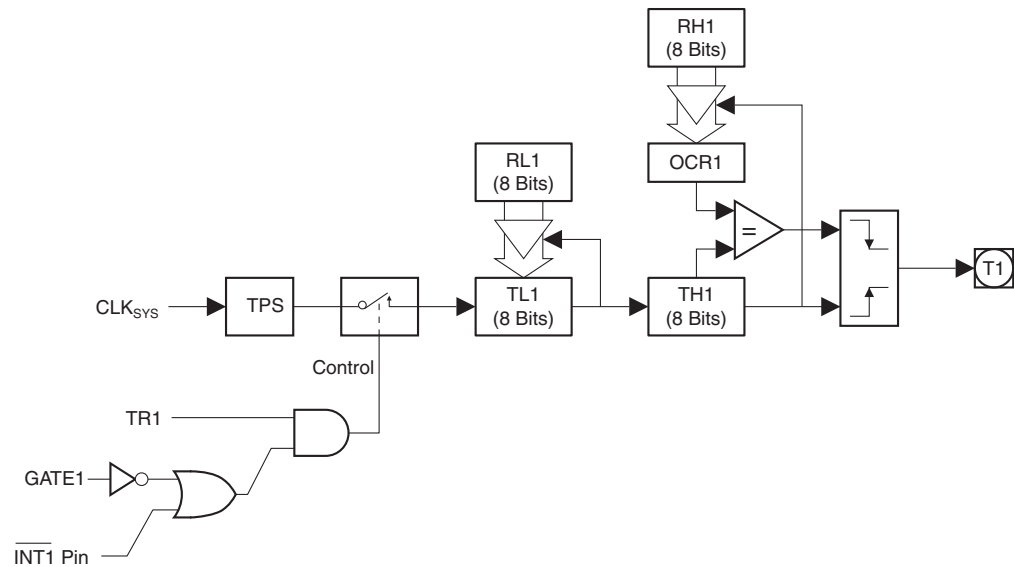 RH1
(8 Bits)
RL1
(8 Bits)
OCR1
=
T1
CLKSYS
TPS
TL1
(8 Bits)
TH1
(8 Bits)
Control
TR1
GATE1
INT1 Pin